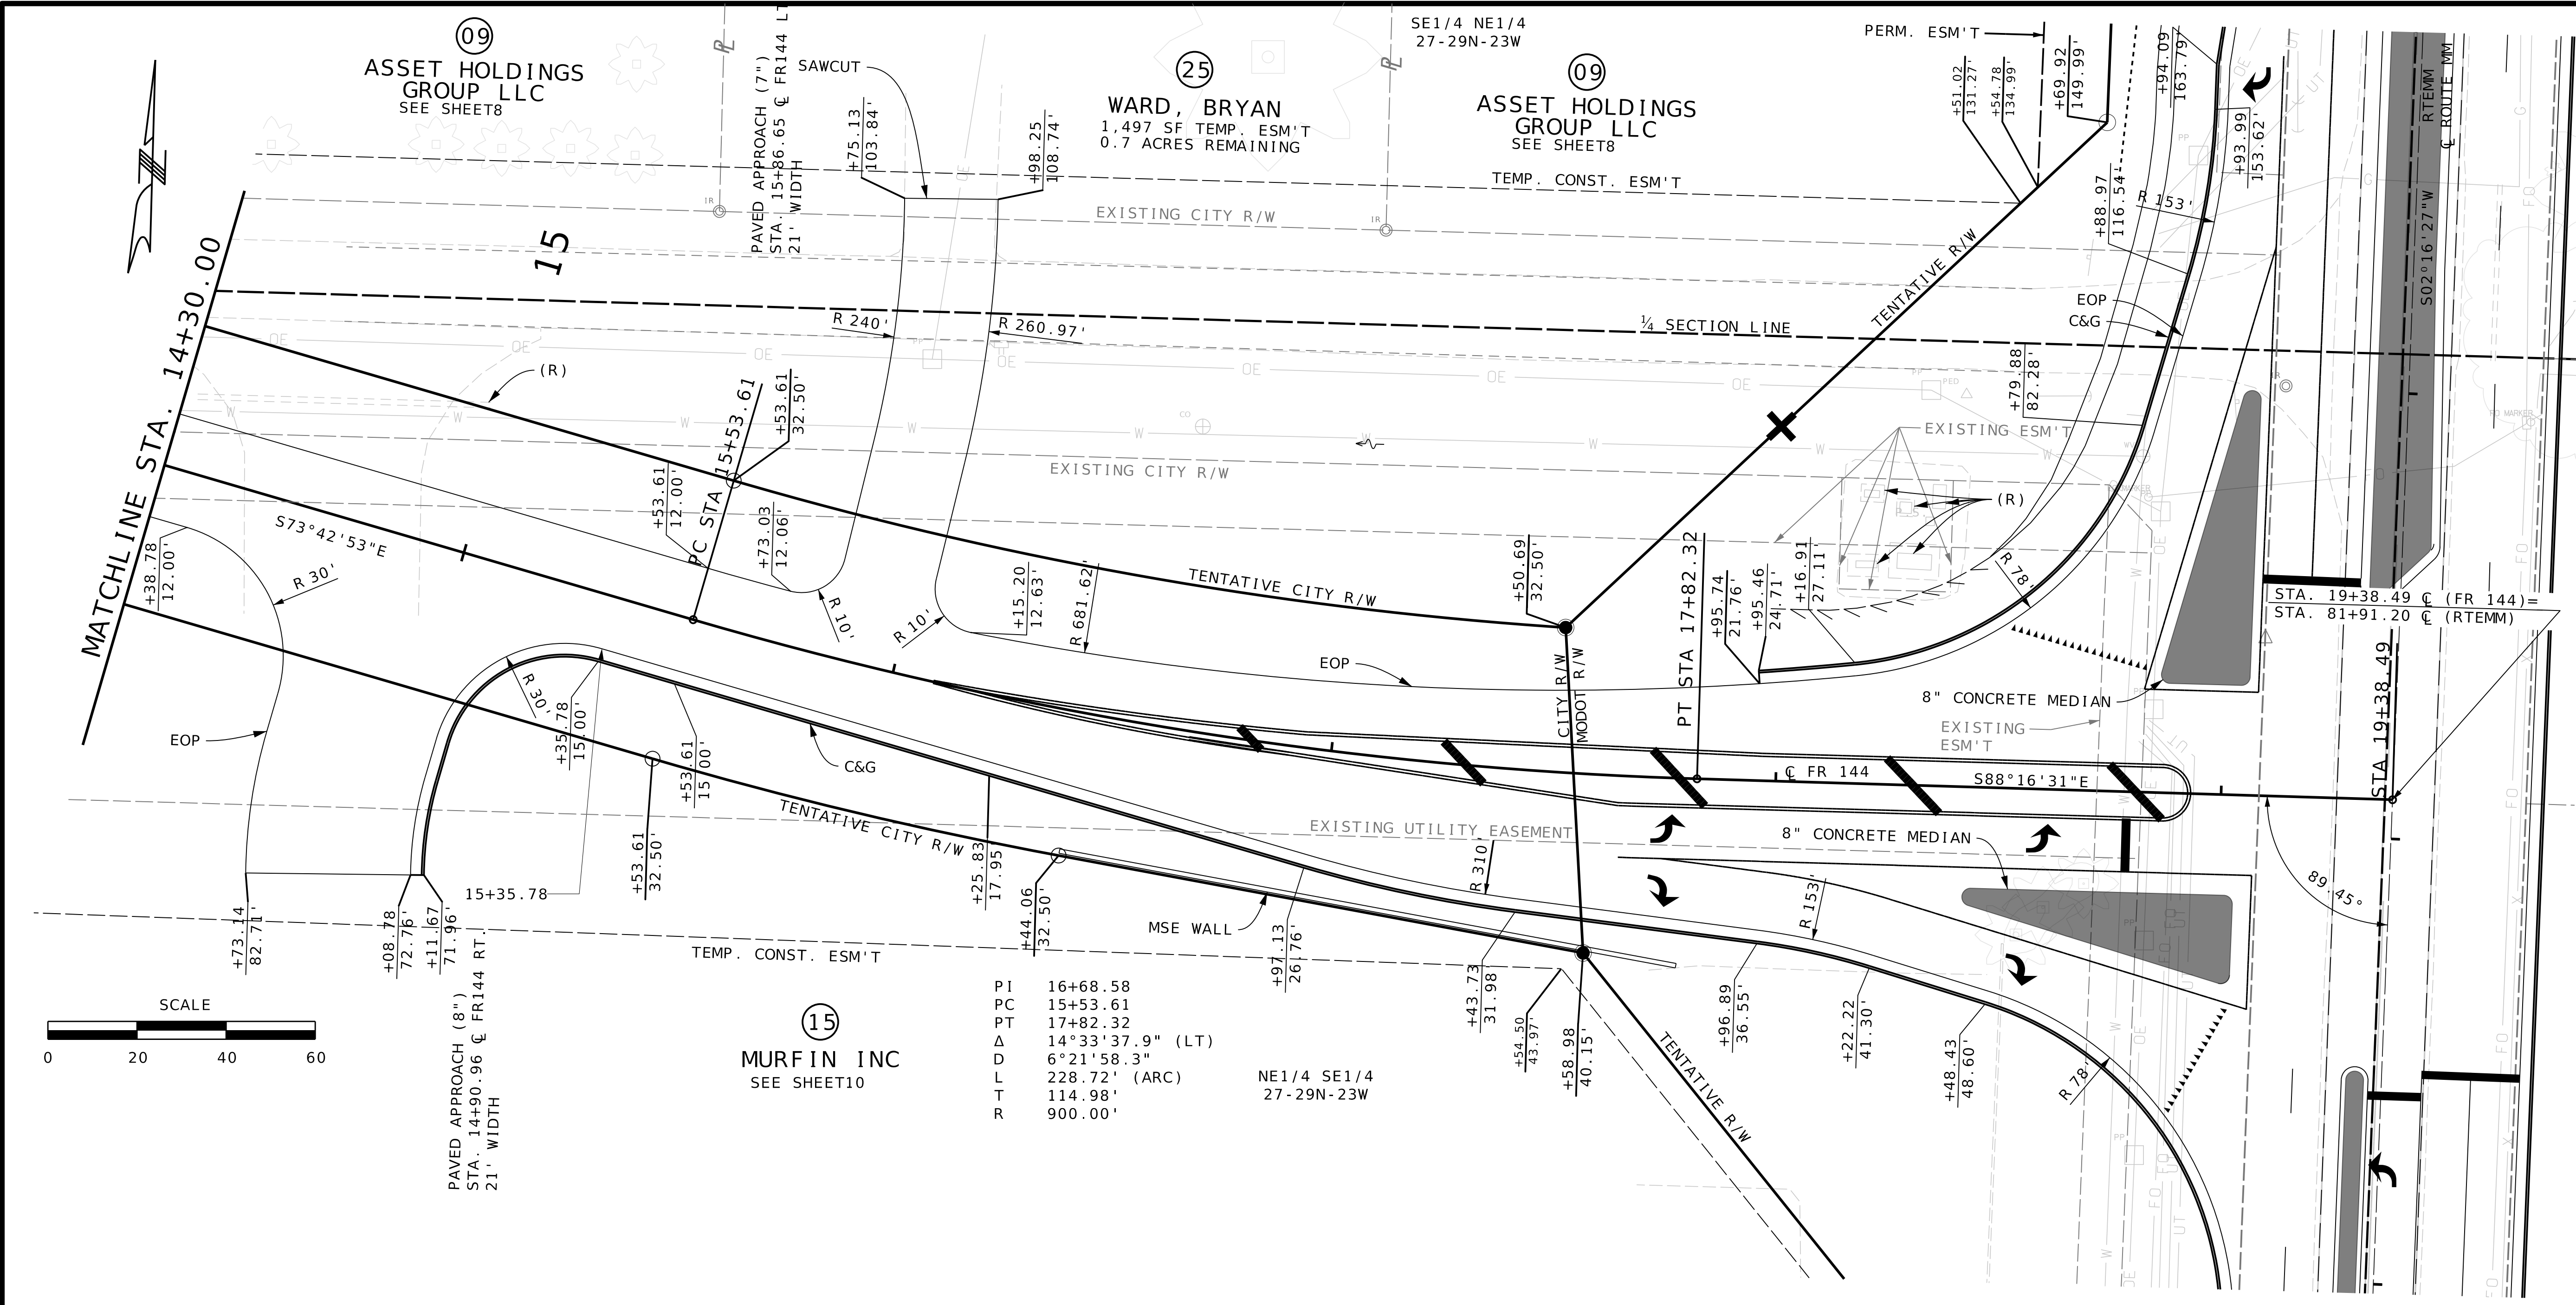 09
ASSET HOLDINGS
GROUP LLC
SEE SHEET8
PAVED APPROACH (7")
STA. 15+86.65 ℄ FR144 LT
21' WIDTH
SAWCUT
+75.13
103.84'
+98.25
108.74'
25
WARD, BRYAN
1,497 SF TEMP. ESM'T
0.7 ACRES REMAINING
SE1/4 NE1/4
27-29N-23W
09
ASSET HOLDINGS
GROUP LLC
SEE SHEET8
PERM. ESM'T
+51.02
131.27'
+54.78
134.99'
+69.92
149.99'
+94.09
163.79'
+93.99
153.62'
+88.97
116.54'
R 153'
RTEMM
℄ ROUTE MM
S02°16'27"W
TEMP. CONST. ESM'T
EXISTING CITY R/W
IR
IR
IR
15
MATCHLINE STA. 14+30.00
(R)
R 240'
R 260.97'
¼ SECTION LINE
TENTATIVE R/W
EOP
C&G
+79.88
82.28'
OE OE OE OE OE OE OE
W W W W W W W W
PP
CO
PP
PED
FO MARKER
EXISTING ESM'T
EXISTING CITY R/W
(R)
S73°42'53"E
+53.61
12.00'
PC STA 15+53.61
+53.61
32.50'
+73.03
12.06'
+38.78
12.00'
R 30'
R 10'
R 10'
+15.20
12.63'
R 681.62'
TENTATIVE CITY R/W
+50.69
32.50'
PT STA 17+82.32
+95.74
21.76'
+95.46
24.71'
+16.91
27.11'
R 78'
STA. 19+38.49 ℄ (FR 144)=
STA. 81+91.20 ℄ (RTEMM)
EOP
CITY R/W
MODOT R/W
8" CONCRETE MEDIAN
EXISTING
ESM'T
STA 19+38.49
EOP
R 30'
+35.78
15.00'
+53.61
15.00'
C&G
℄ FR 144
S88°16'31"E
TENTATIVE CITY R/W
EXISTING UTILITY EASEMENT
8" CONCRETE MEDIAN
89.45°
+53.61
32.50'
+25.83
17.95'
+44.06
32.50'
15+35.78
R 310'
R 153'
+73.14
82.71'
+08.78
72.76'
+11.67
71.96'
PAVED APPROACH (8")
STA. 14+90.96 ℄ FR144 RT.
21' WIDTH
TEMP. CONST. ESM'T
MSE WALL
+97.13
26.76'
+43.73
31.98'
+54.50
43.97'
+58.98
40.15'
+96.89
36.55'
+22.22
41.30'
+48.43
48.60'
R 78'
TENTATIVE R/W
SCALE
0 20 40 60
15
MURFIN INC
SEE SHEET10
PI 16+68.58
PC 15+53.61
PT 17+82.32
Δ 14°33'37.9" (LT)
D 6°21'58.3"
L 228.72' (ARC)
T 114.98'
R 900.00'
NE1/4 SE1/4
27-29N-23W